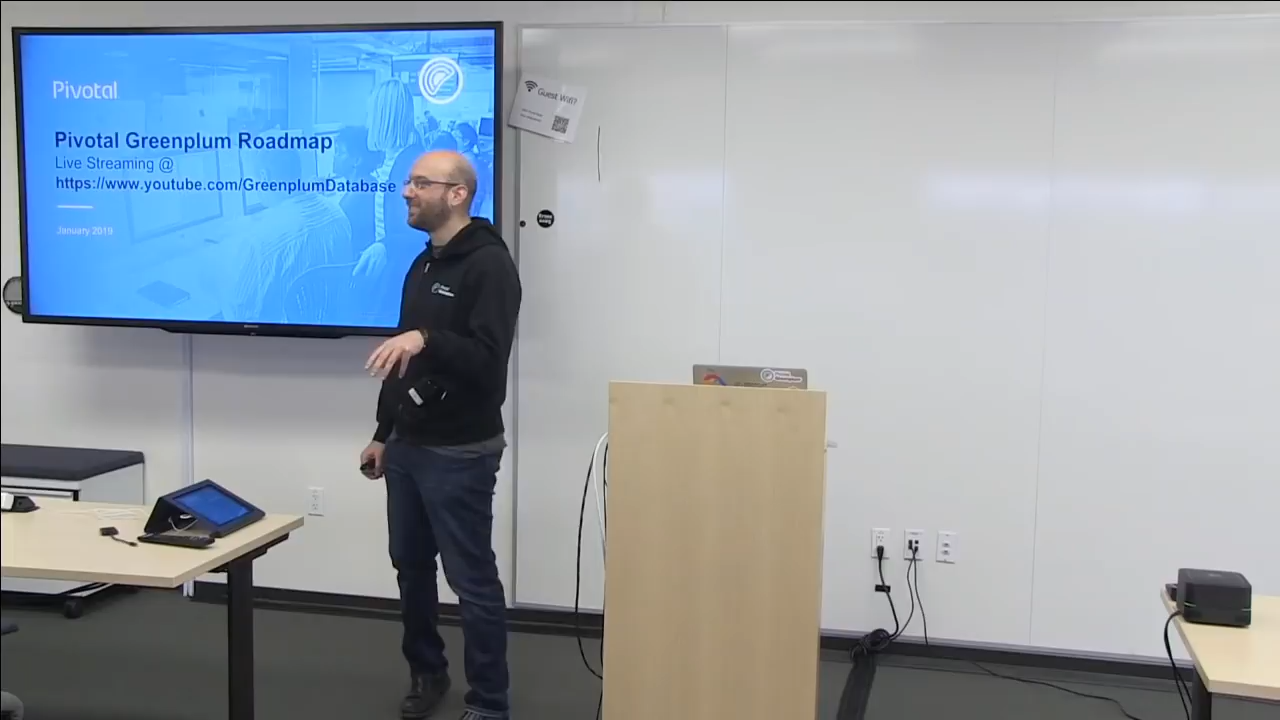 Pivotal
Pivotal Greenplum Roadmap
Live Streaming @
https://www.youtube.com/GreenplumDatabase
January 2019
Guest Wifi?